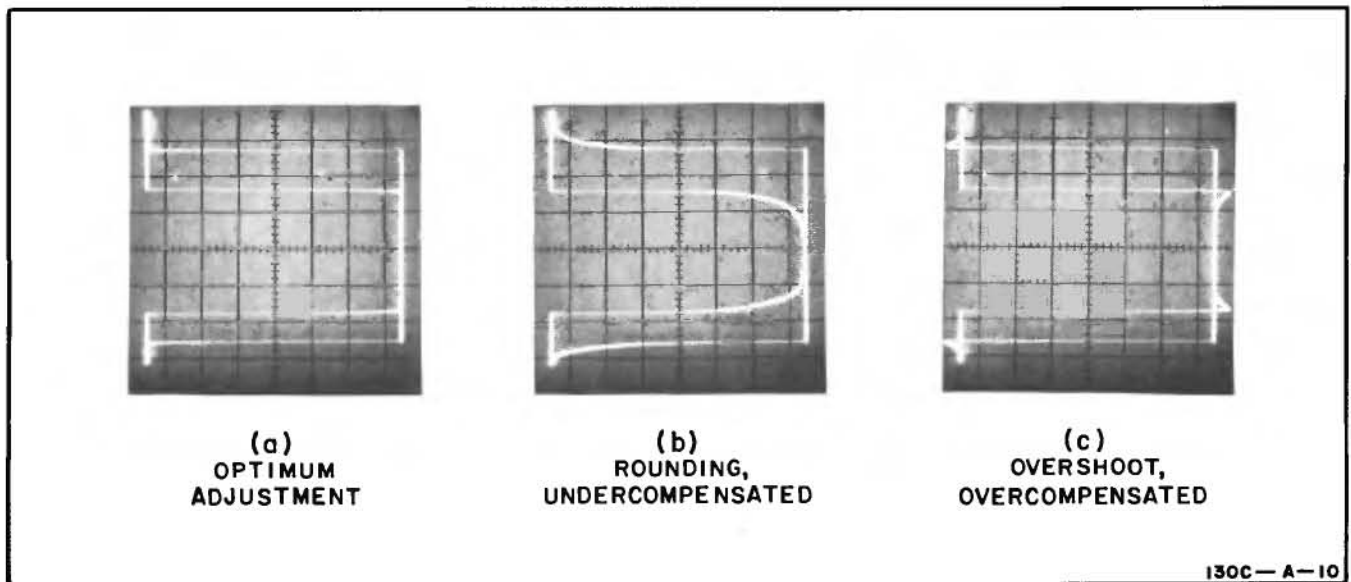 (a)
OPTIMUM
ADJUSTMENT
(b)
ROUNDING,
UNDERCOMPENSATED
(c)
OVERSHOOT,
OVERCOMPENSATED
130C-A-10